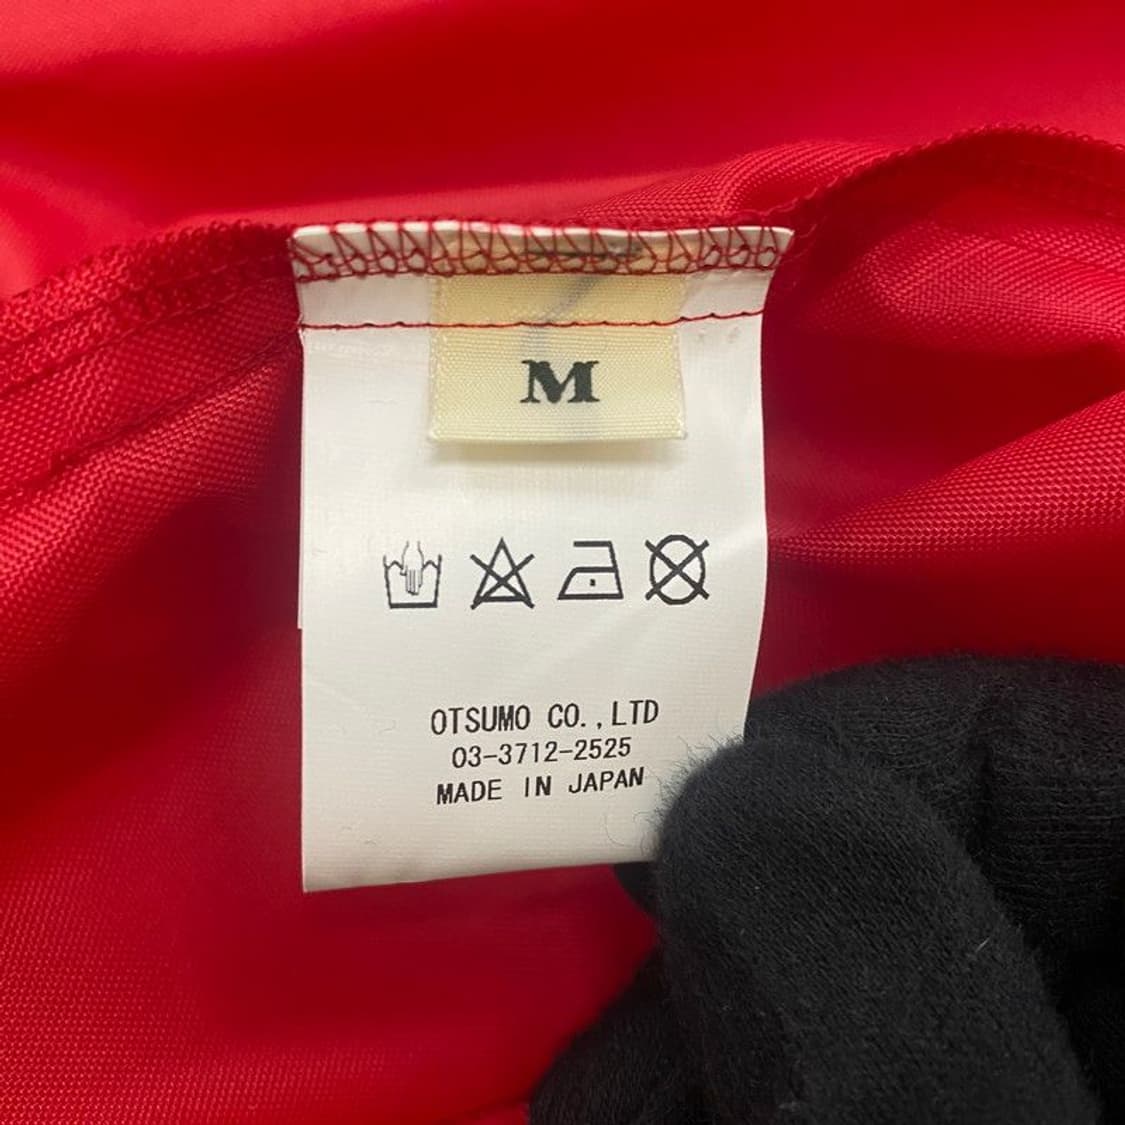 M
OTSUMO CO.,LTD
03-3712-2525
MADE IN JAPAN